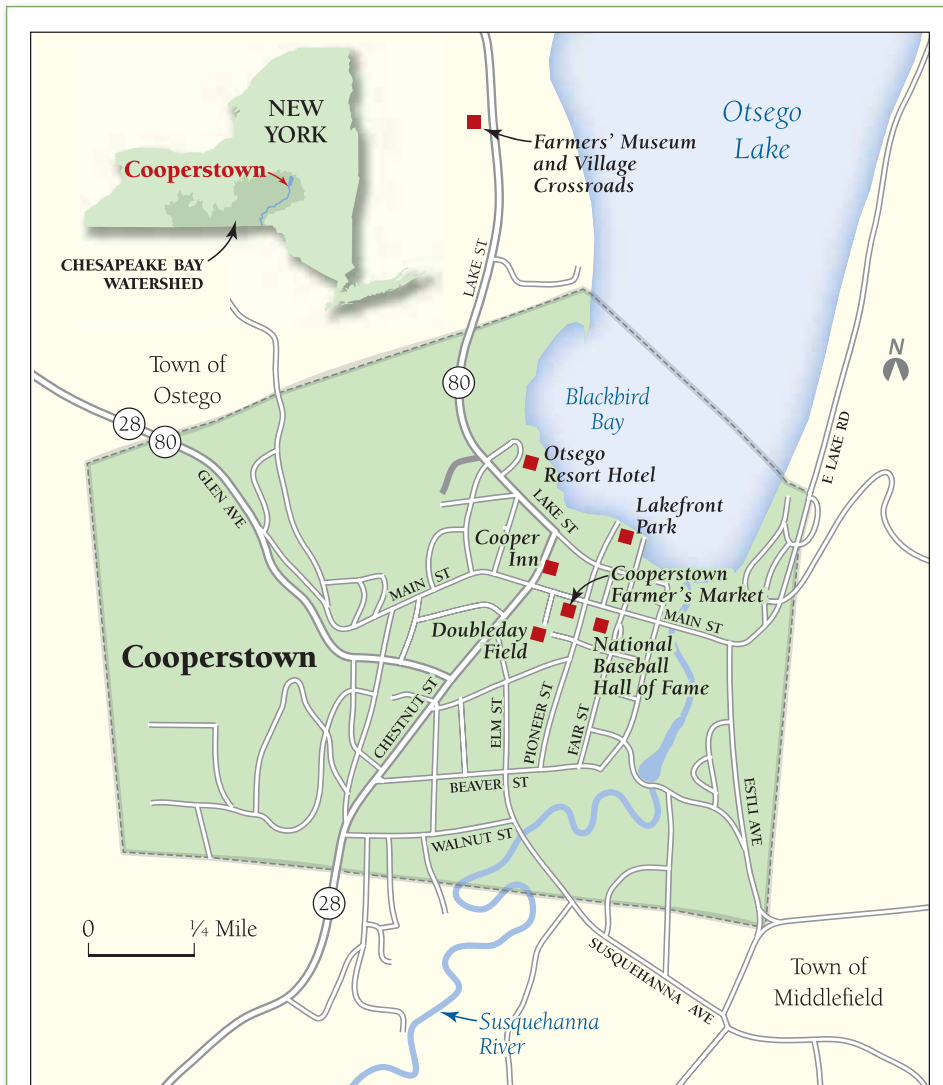 NEW
YORK
Cooperstown
CHESAPEAKE BAY
WATERSHED
Otsego
Lake
Farmers’ Museum
and Village
Crossroads
LAKE ST
N
Town of
Ostego
80
28
80
Blackbird
Bay
E LAKE RD
GLEN AVE
Otsego
Resort Hotel
LAKE ST
Lakefront
Park
Cooper
Inn
Cooperstown
Farmer’s Market
MAIN ST
MAIN ST
Doubleday
Field
National
Baseball
Hall of Fame
Cooperstown
CHESTNUT ST
ELM ST
PIONEER ST
FAIR ST
BEAVER ST
ESTLI AVE
WALNUT ST
28
0 1/4 Mile
SUSQUEHANNA AVE
Town of
Middlefield
Susquehanna
River